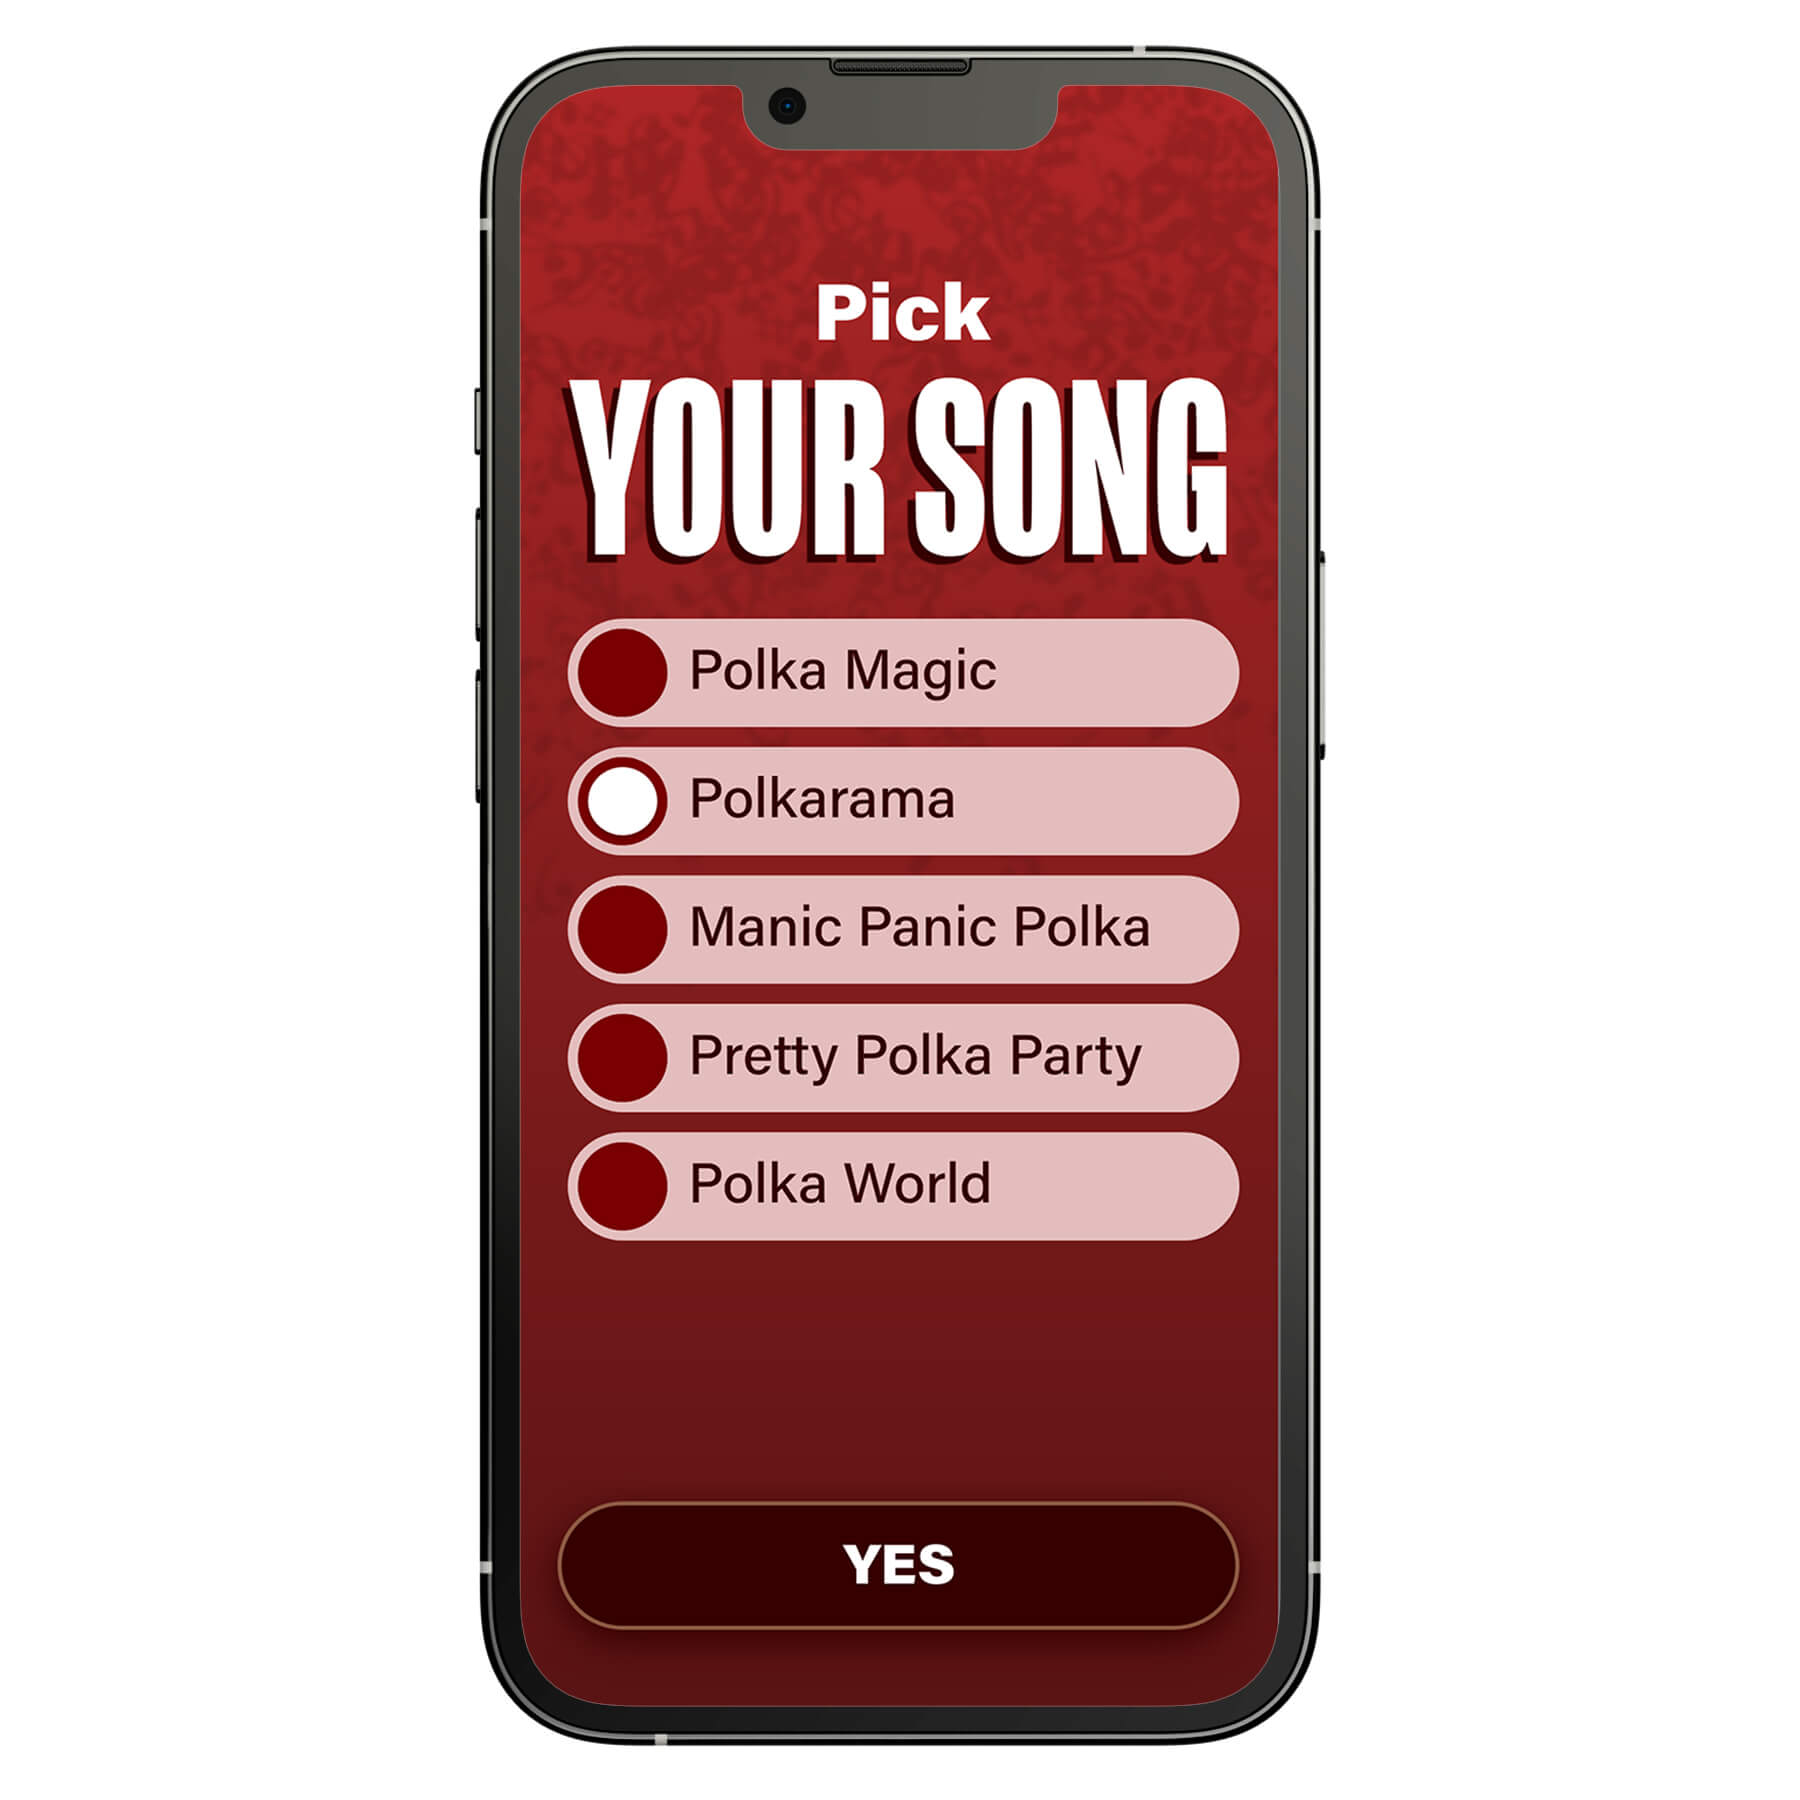 Pick
YOUR SONG
Polka Magic
Polkarama
Manic Panic Polka
Pretty Polka Party
Polka World
YES